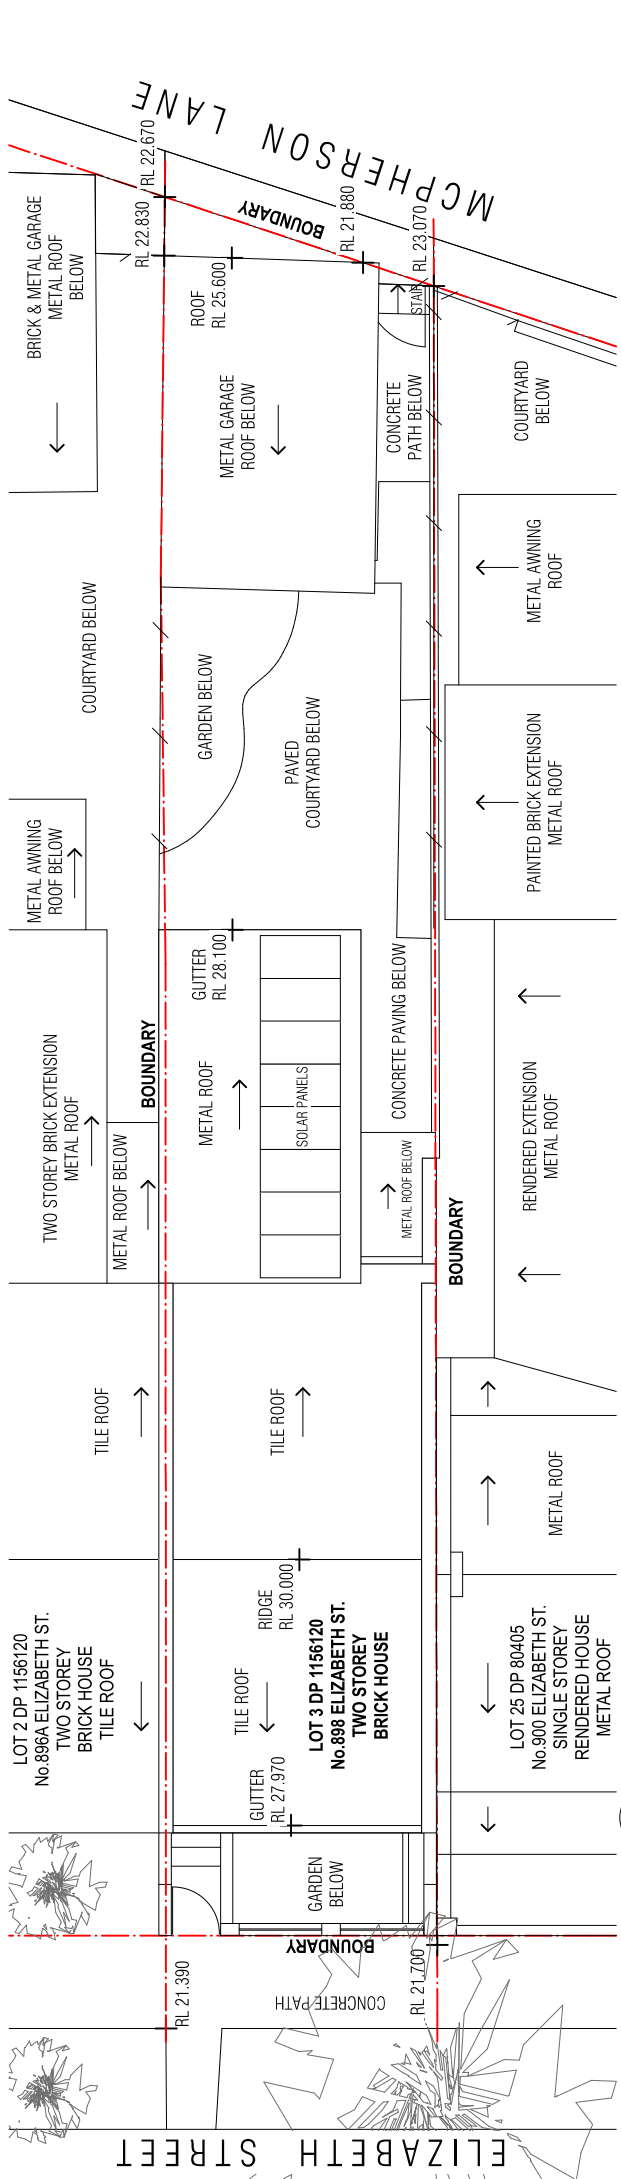 MCPHERSON LANE
RL 22.670
RL 22.830
BOUNDARY
RL 21.880
RL 23.070
BRICK & METAL GARAGE
METAL ROOF
BELOW
ROOF
RL 25.600
STAIR
METAL GARAGE
ROOF BELOW
CONCRETE
PATH BELOW
COURTYARD
BELOW
METAL AWNING
ROOF
COURTYARD BELOW
GARDEN BELOW
PAVED
COURTYARD BELOW
PAINTED BRICK EXTENSION
METAL ROOF
METAL AWNING
ROOF BELOW
GUTTER
RL 28.100
CONCRETE PAVING BELOW
BOUNDARY
TWO STOREY BRICK EXTENSION
METAL ROOF
METAL ROOF
SOLAR PANELS
RENDERED EXTENSION
METAL ROOF
METAL ROOF BELOW
METAL ROOF BELOW
BOUNDARY
TILE ROOF
TILE ROOF
METAL ROOF
RIDGE
RL 30.000
LOT 2 DP 1156120
No.896A ELIZABETH ST.
TWO STOREY
BRICK HOUSE
TILE ROOF
TILE ROOF
LOT 3 DP 1156120
No.898 ELIZABETH ST.
TWO STOREY
BRICK HOUSE
LOT 25 DP 80405
No.900 ELIZABETH ST.
SINGLE STOREY
RENDERED HOUSE
METAL ROOF
GUTTER
RL 27.970
GARDEN
BELOW
BOUNDARY
RL 21.390
CONCRETE PATH
RL 21.700
ELIZABETH STREET